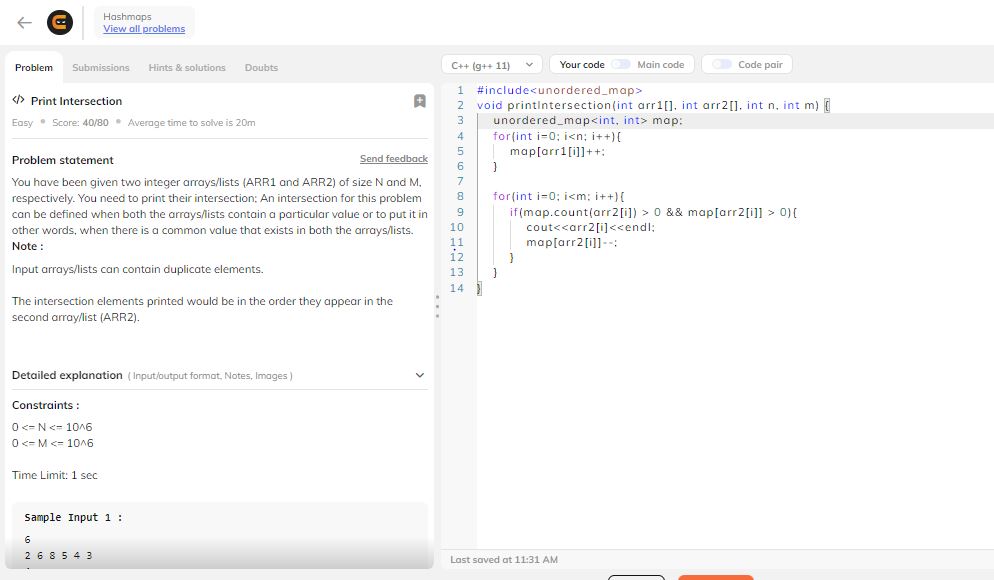 Hashmaps
View all problems
Problem Submissions Hints & solutions Doubts
</> Print Intersection
Easy • Score: 40/80 • Average time to solve is 20m
Problem statement Send feedback
You have been given two integer arrays/lists (ARR1 and ARR2) of size N and M,
respectively. You need to print their intersection; An intersection for this problem
can be defined when both the arrays/lists contain a particular value or to put it in
other words, when there is a common value that exists in both the arrays/lists.
Note :
Input arrays/lists can contain duplicate elements.
The intersection elements printed would be in the order they appear in the
second array/list (ARR2).
Detailed explanation ( Input/output format, Notes, Images )
Constraints :
0 <= N <= 10^6
0 <= M <= 10^6
Time Limit: 1 sec
Sample Input 1 :
6
2 6 8 5 4 3
C++ (g++ 11) Your code Main code Code pair
1 #include<unordered_map>
2 void printIntersection(int arr1[], int arr2[], int n, int m) {
3 unordered_map<int, int> map;
4 for(int i=0; i<n; i++){
5 map[arr1[i]]++;
6 }
7
8 for(int i=0; i<m; i++){
9 if(map.count(arr2[i]) > 0 && map[arr2[i]] > 0){
10 cout<<arr2[i]<<endl;
11 map[arr2[i]]--;
12 }
13 }
14 }
Last saved at 11:31 AM